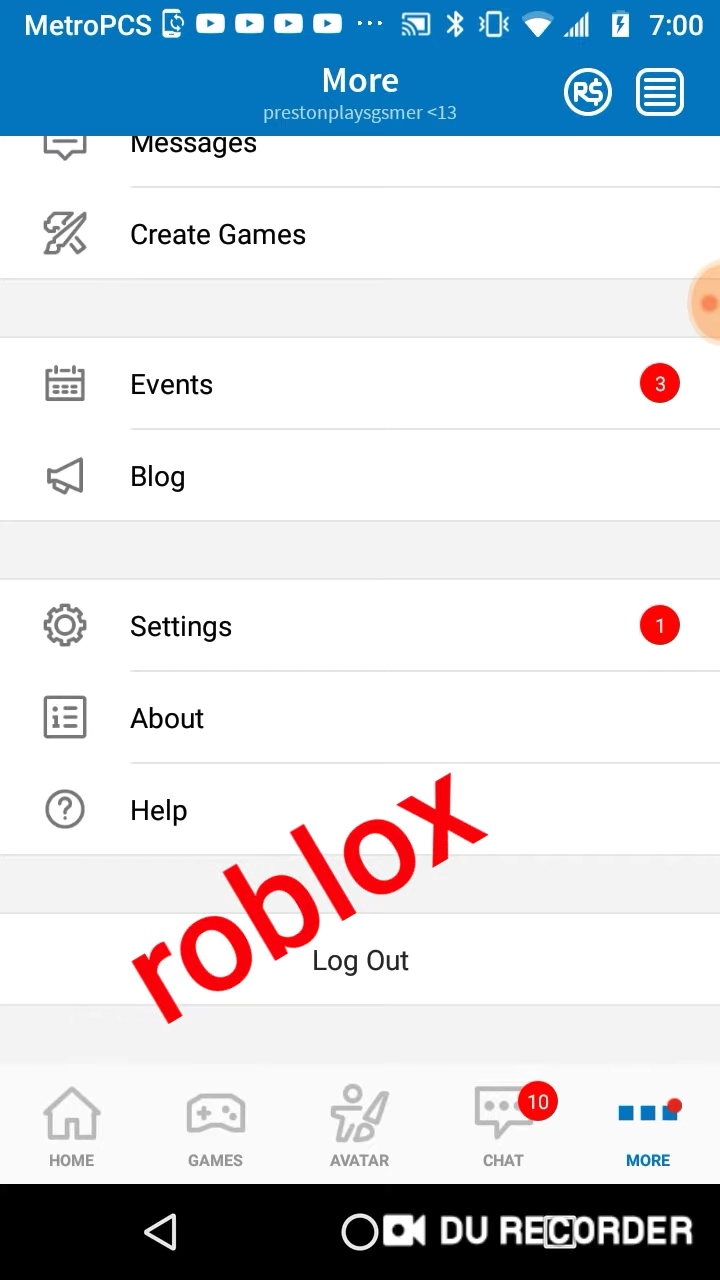 MetroPCS 7:00
More
prestonplaysgsmer <13
Messages
Create Games
Events 3
Blog
Settings 1
About
Help
roblox
Log Out
10
HOME GAMES AVATAR CHAT MORE
DU RECORDER